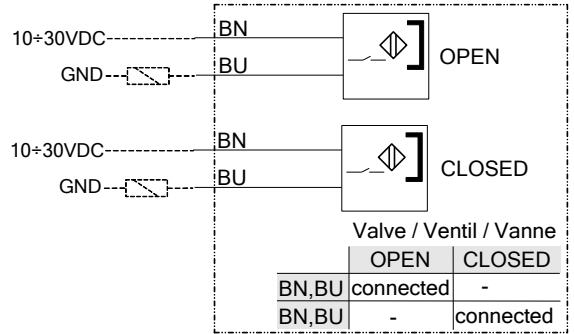 10÷30VDC BN
GND BU OPEN
10÷30VDC BN
GND BU CLOSED
Valve / Ventil / Vanne
OPEN CLOSED
BN,BU connected -
BN,BU - connected